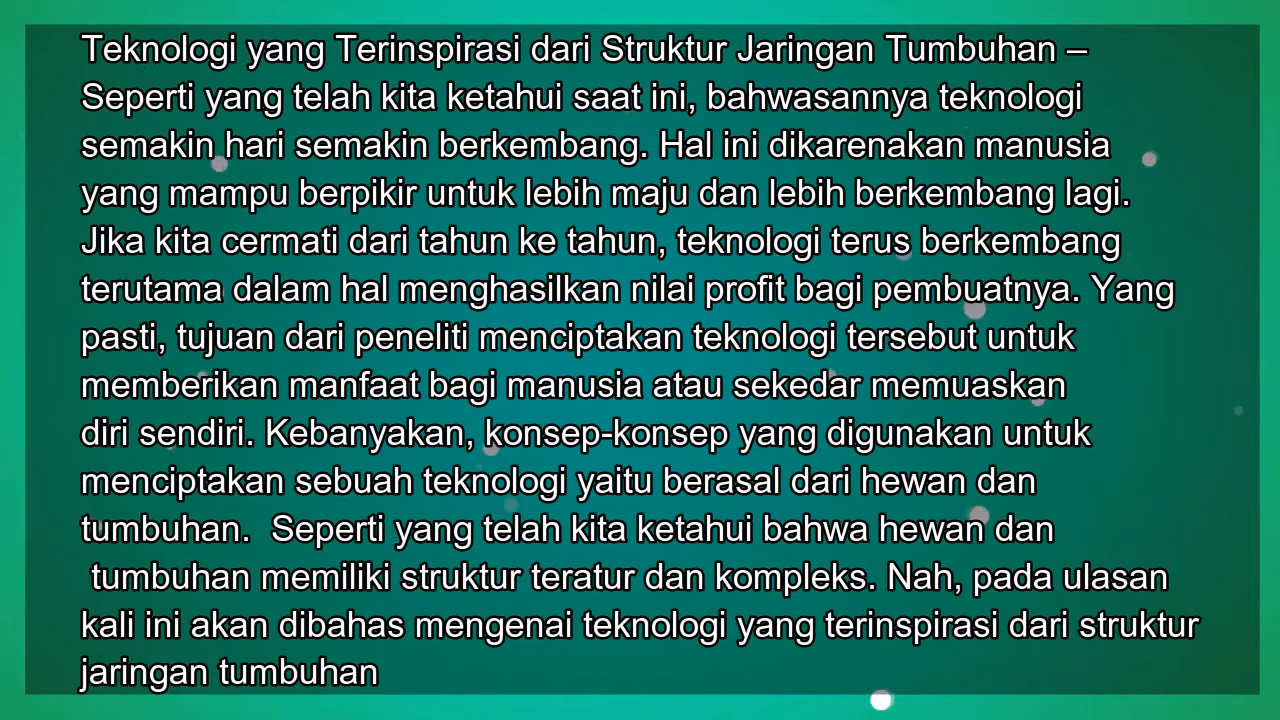 Teknologi yang Terinspirasi dari Struktur Jaringan Tumbuhan –
Seperti yang telah kita ketahui saat ini, bahwasannya teknologi
semakin hari semakin berkembang. Hal ini dikarenakan manusia
yang mampu berpikir untuk lebih maju dan lebih berkembang lagi.
Jika kita cermati dari tahun ke tahun, teknologi terus berkembang
terutama dalam hal menghasilkan nilai profit bagi pembuatnya. Yang
pasti, tujuan dari peneliti menciptakan teknologi tersebut untuk
memberikan manfaat bagi manusia atau sekedar memuaskan
diri sendiri. Kebanyakan, konsep-konsep yang digunakan untuk
menciptakan sebuah teknologi yaitu berasal dari hewan dan
tumbuhan.  Seperti yang telah kita ketahui bahwa hewan dan
tumbuhan memiliki struktur teratur dan kompleks. Nah, pada ulasan
kali ini akan dibahas mengenai teknologi yang terinspirasi dari struktur
jaringan tumbuhan